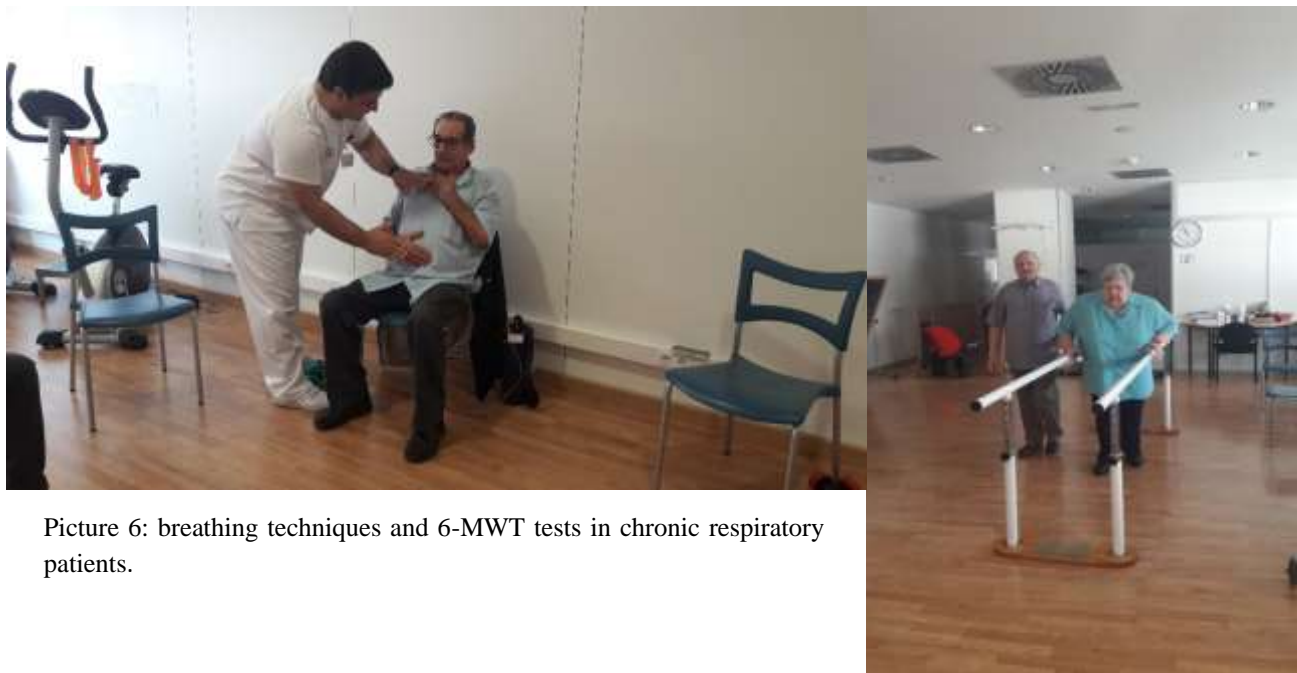 Picture 6: breathing techniques and 6-MWT tests in chronic respiratory
patients.